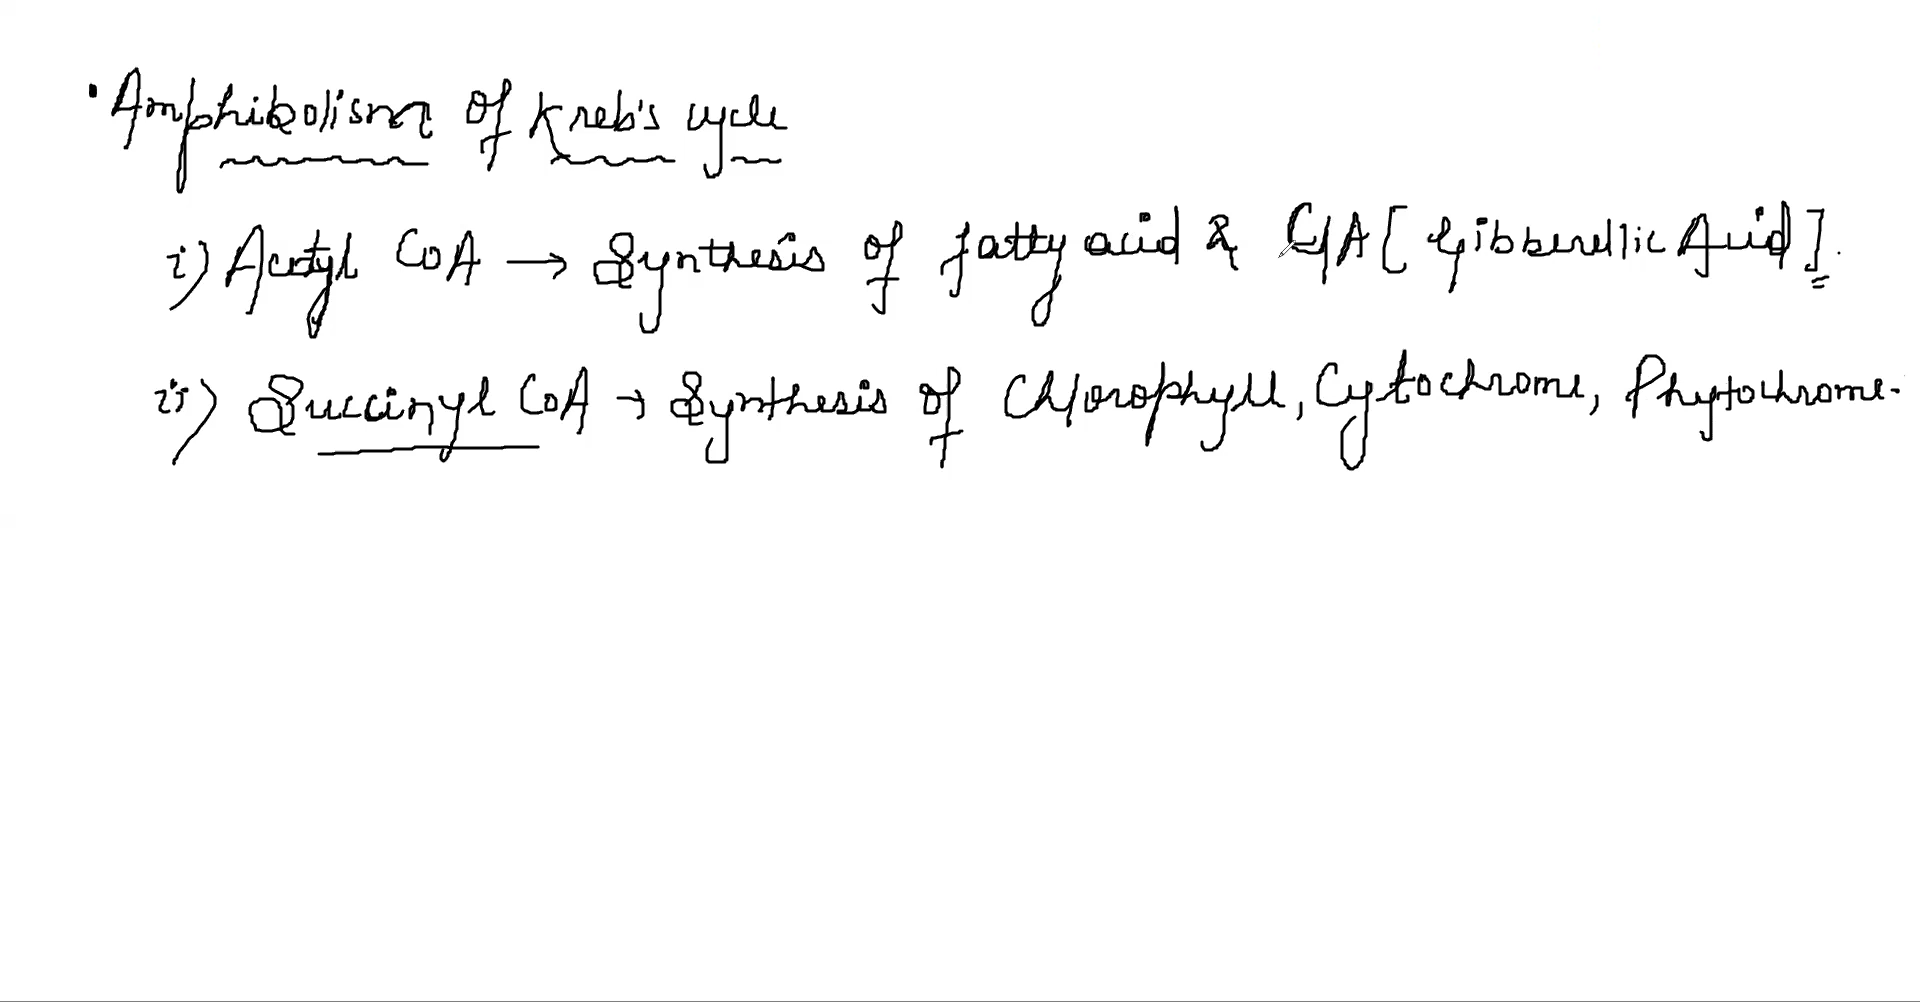 • Amphibolism of Kreb's cycle
i) Acetyl CoA → Synthesis of fatty acid & GA [Gibberellic Acid].
ii) Succinyl CoA → Synthesis of Chlorophyll, Cytochrome, Phytochrome.